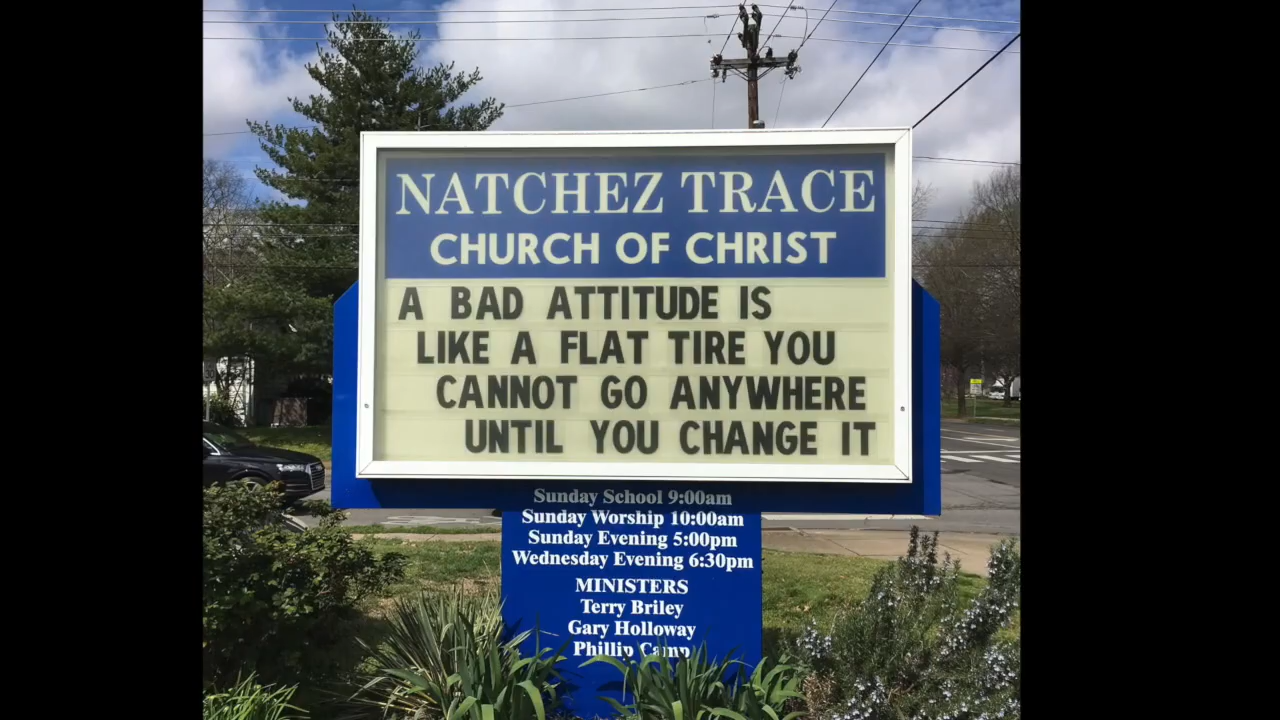 NATCHEZ TRACE
CHURCH OF CHRIST
A BAD ATTITUDE IS
LIKE A FLAT TIRE YOU
CANNOT GO ANYWHERE
UNTIL YOU CHANGE IT
Sunday School 9:00am
Sunday Worship 10:00am
Sunday Evening 5:00pm
Wednesday Evening 6:30pm
MINISTERS
Terry Briley
Gary Holloway
Phillip Camp